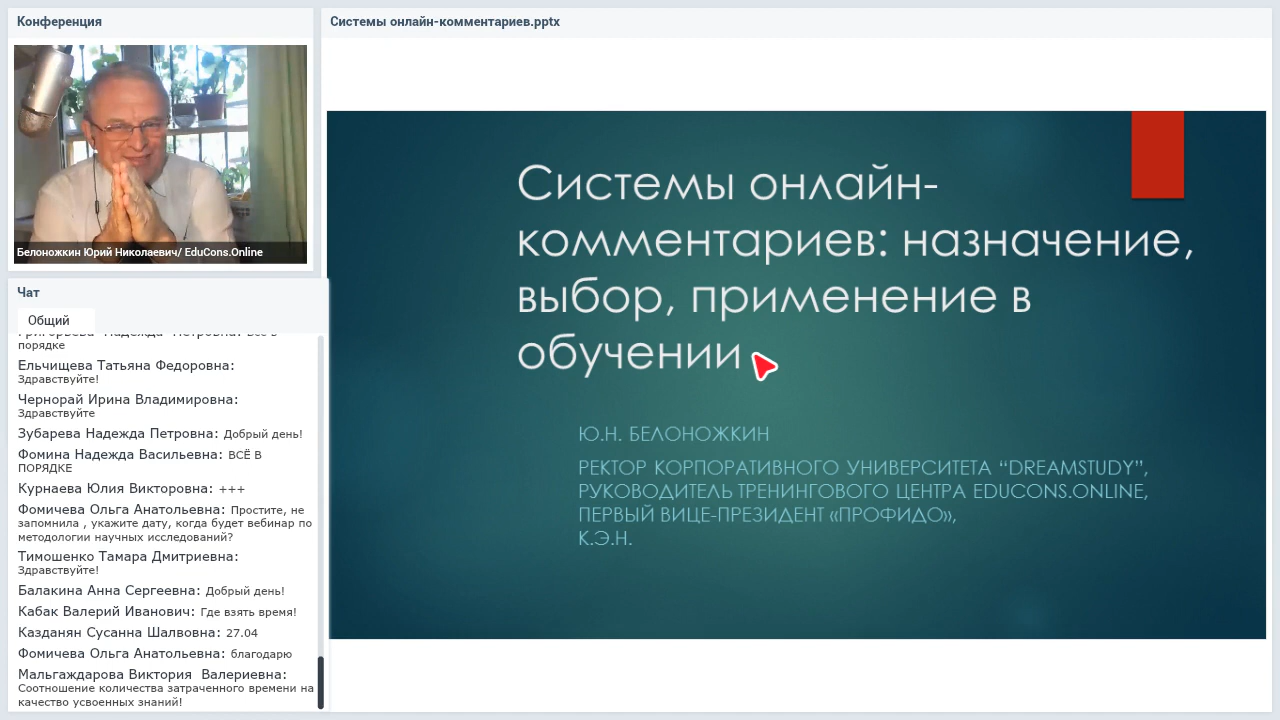 Конференция
Белоножкин Юрий Николаевич/ EduCons.Online
Чат
Общий
порядке
Ельчищева Татьяна Федоровна:
Здравствуйте!
Чернорай Ирина Владимировна:
Здравствуйте
Зубарева Надежда Петровна: Добрый день!
Фомина Надежда Васильевна: ВСЁ В
ПОРЯДКЕ
Курнаева Юлия Викторовна: +++
Фомичева Ольга Анатольевна: Простите, не
запомнила , укажите дату, когда будет вебинар по
методологии научных исследований?
Тимошенко Тамара Дмитриевна:
Здравствуйте!
Балакина Анна Сергеевна: Добрый день!
Кабак Валерий Иванович: Где взять время!
Казданян Сусанна Шалвовна: 27.04
Фомичева Ольга Анатольевна: благодарю
Мальгаждарова Виктория Валериевна:
Соотношение количества затраченного времени на
качество усвоенных знаний!
Системы онлайн-комментариев.pptx
Системы онлайн-
комментариев: назначение,
выбор, применение в
обучении
Ю.Н. БЕЛОНОЖКИН
РЕКТОР КОРПОРАТИВНОГО УНИВЕРСИТЕТА “DREAMSTUDY”,
РУКОВОДИТЕЛЬ ТРЕНИНГОВОГО ЦЕНТРА EDUCONS.ONLINE,
ПЕРВЫЙ ВИЦЕ-ПРЕЗИДЕНТ «ПРОФИДО»,
К.Э.Н.